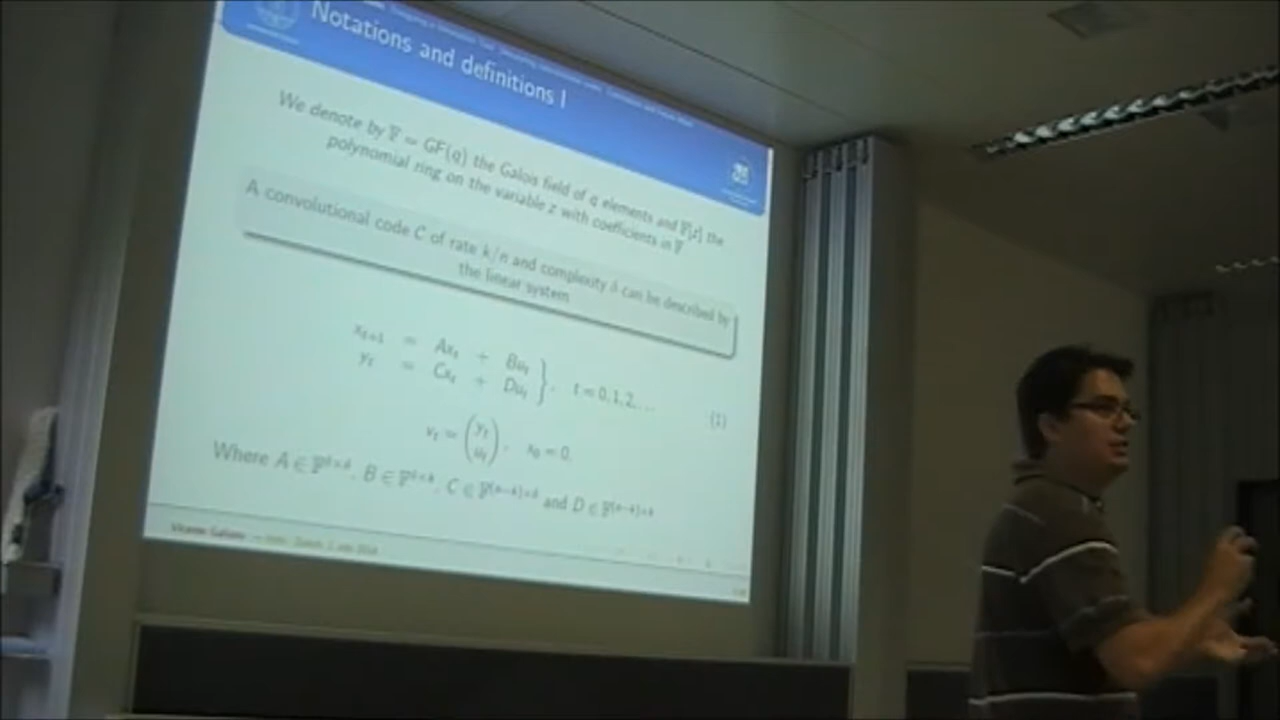 Notations and definitions I
We denote by 𝔽 = GF(q) the Galois field of q elements and 𝔽[z] the
polynomial ring on the variable z with coefficients in 𝔽
A convolutional code C of rate k/n and complexity δ can be described by
the linear system
x_{t+1} = Ax_t + Bu_t
y_t = Cx_t + Du_t } , t = 0, 1, 2, ...
(1)
v_t = (y_t u_t) , x_0 = 0,
Where A ∈ 𝔽^{δ×δ}, B ∈ 𝔽^{δ×k}, C ∈ 𝔽^{(n−k)×δ} and D ∈ 𝔽^{(n−k)×k}